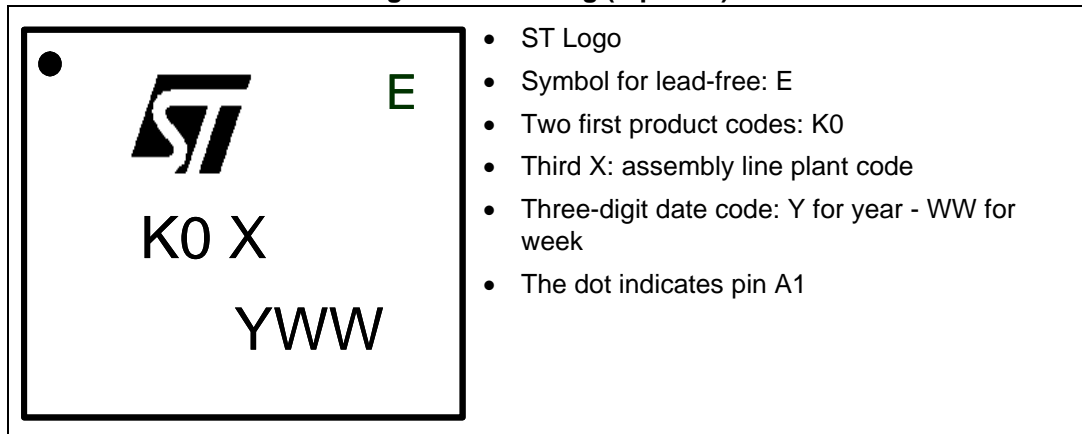 E
ST
K0 X
YWW
• ST Logo
• Symbol for lead-free: E
• Two first product codes: K0
• Third X: assembly line plant code
• Three-digit date code: Y for year - WW for
week
• The dot indicates pin A1